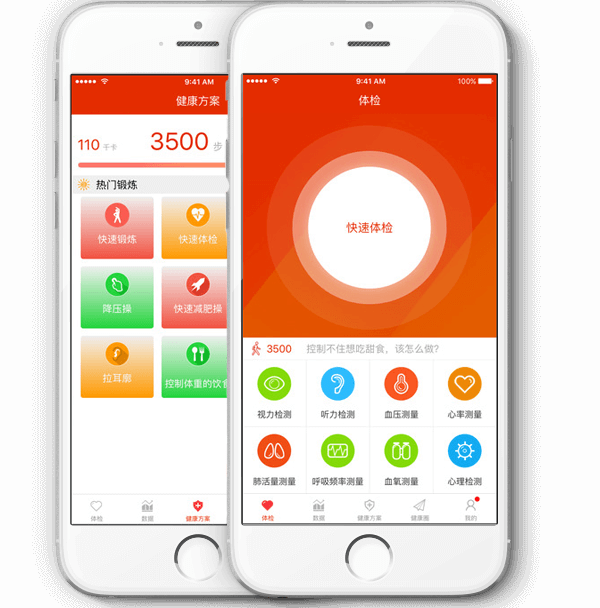 9:41 AM
健康方案
110 千卡
3500 步
热门锻炼
快速锻炼
快速体检
降压操
快速减肥操
拉耳廓
控制体重的饮食
体检
数据
健康方案
9:41 AM
100%
体检
快速体检
3500
控制不住想吃甜食，该怎么做?
视力检测
听力检测
血压测量
心率测量
肺活量测量
呼吸频率测量
血氧测量
心理检测
体检
数据
健康方案
健康圈
我的